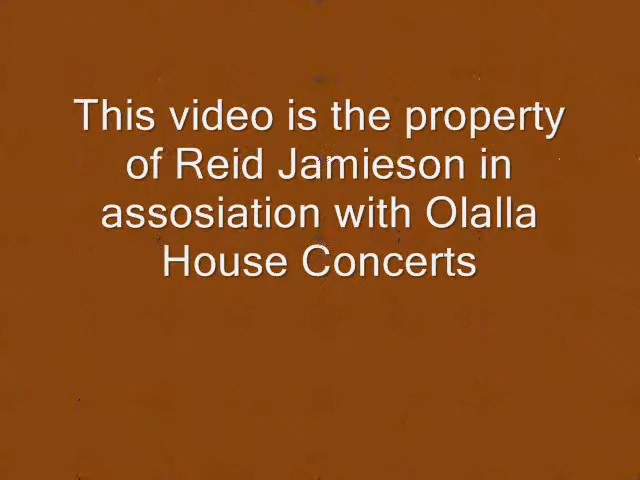 This video is the property
of Reid Jamieson in
assosiation with Olalla
House Concerts